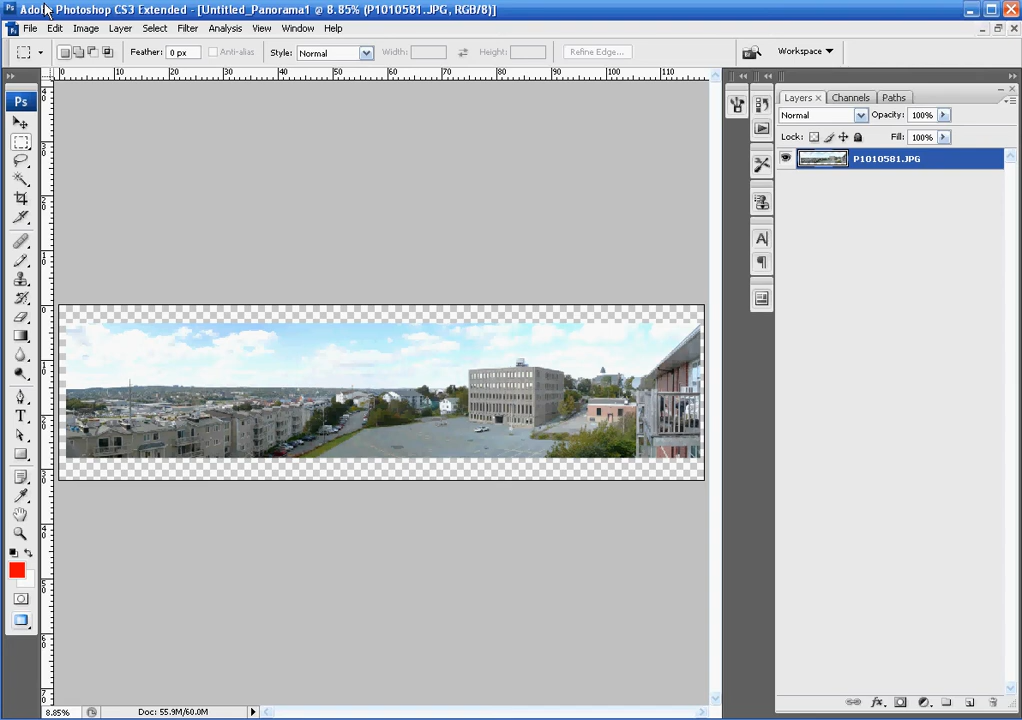 Adobe Photoshop CS3 Extended - [Untitled_Panorama1 @ 8.85% (P1010581.JPG, RGB/8)]
File Edit Image Layer Select Filter Analysis View Window Help
Feather: 0 px Anti-alias Style: Normal Width: Height: Refine Edge... Workspace
0 10 20 30 40 50 60 70 80 90 100 110
Ps
Layers Channels Paths
Normal Opacity: 100%
Lock: Fill: 100%
P1010581.JPG
T
A
8.85% Doc: 55.9M/60.0M